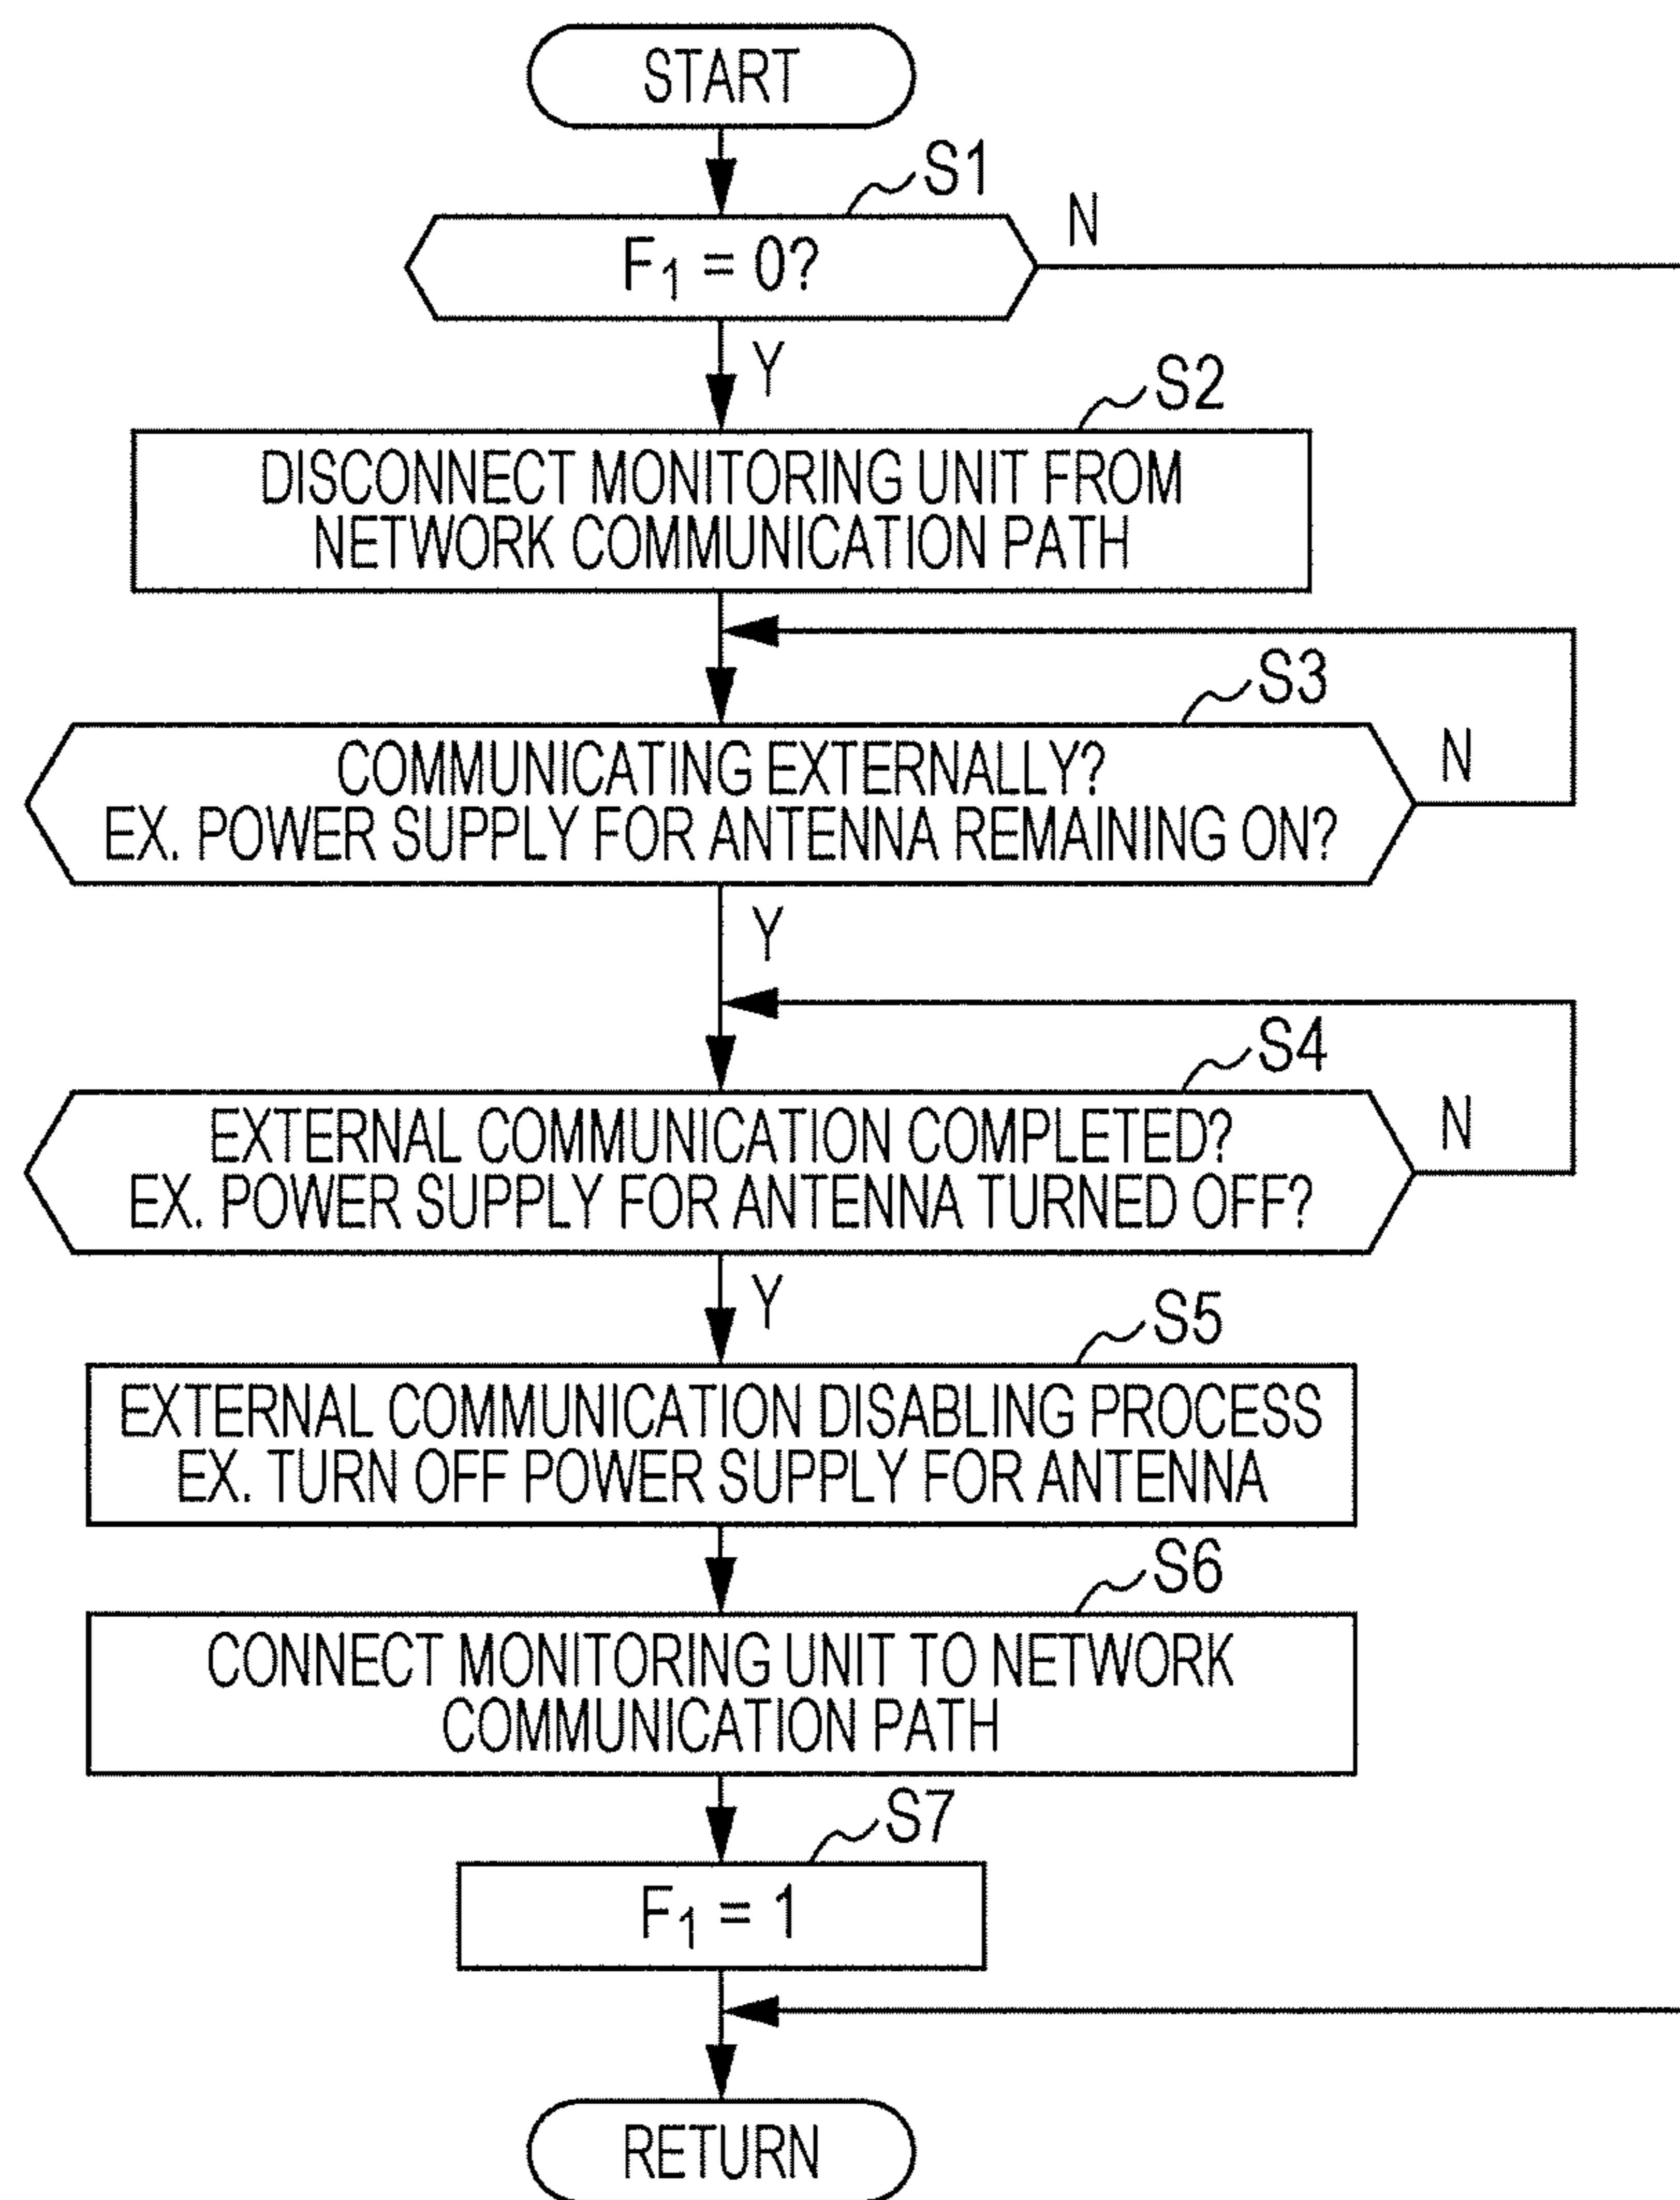 START
S1
F₁ = 0?
N
Y
S2
DISCONNECT MONITORING UNIT FROM
NETWORK COMMUNICATION PATH
S3
COMMUNICATING EXTERNALLY?
EX. POWER SUPPLY FOR ANTENNA REMAINING ON?
N
Y
S4
EXTERNAL COMMUNICATION COMPLETED?
EX. POWER SUPPLY FOR ANTENNA TURNED OFF?
N
Y
S5
EXTERNAL COMMUNICATION DISABLING PROCESS
EX. TURN OFF POWER SUPPLY FOR ANTENNA
S6
CONNECT MONITORING UNIT TO NETWORK
COMMUNICATION PATH
S7
F₁ = 1
RETURN